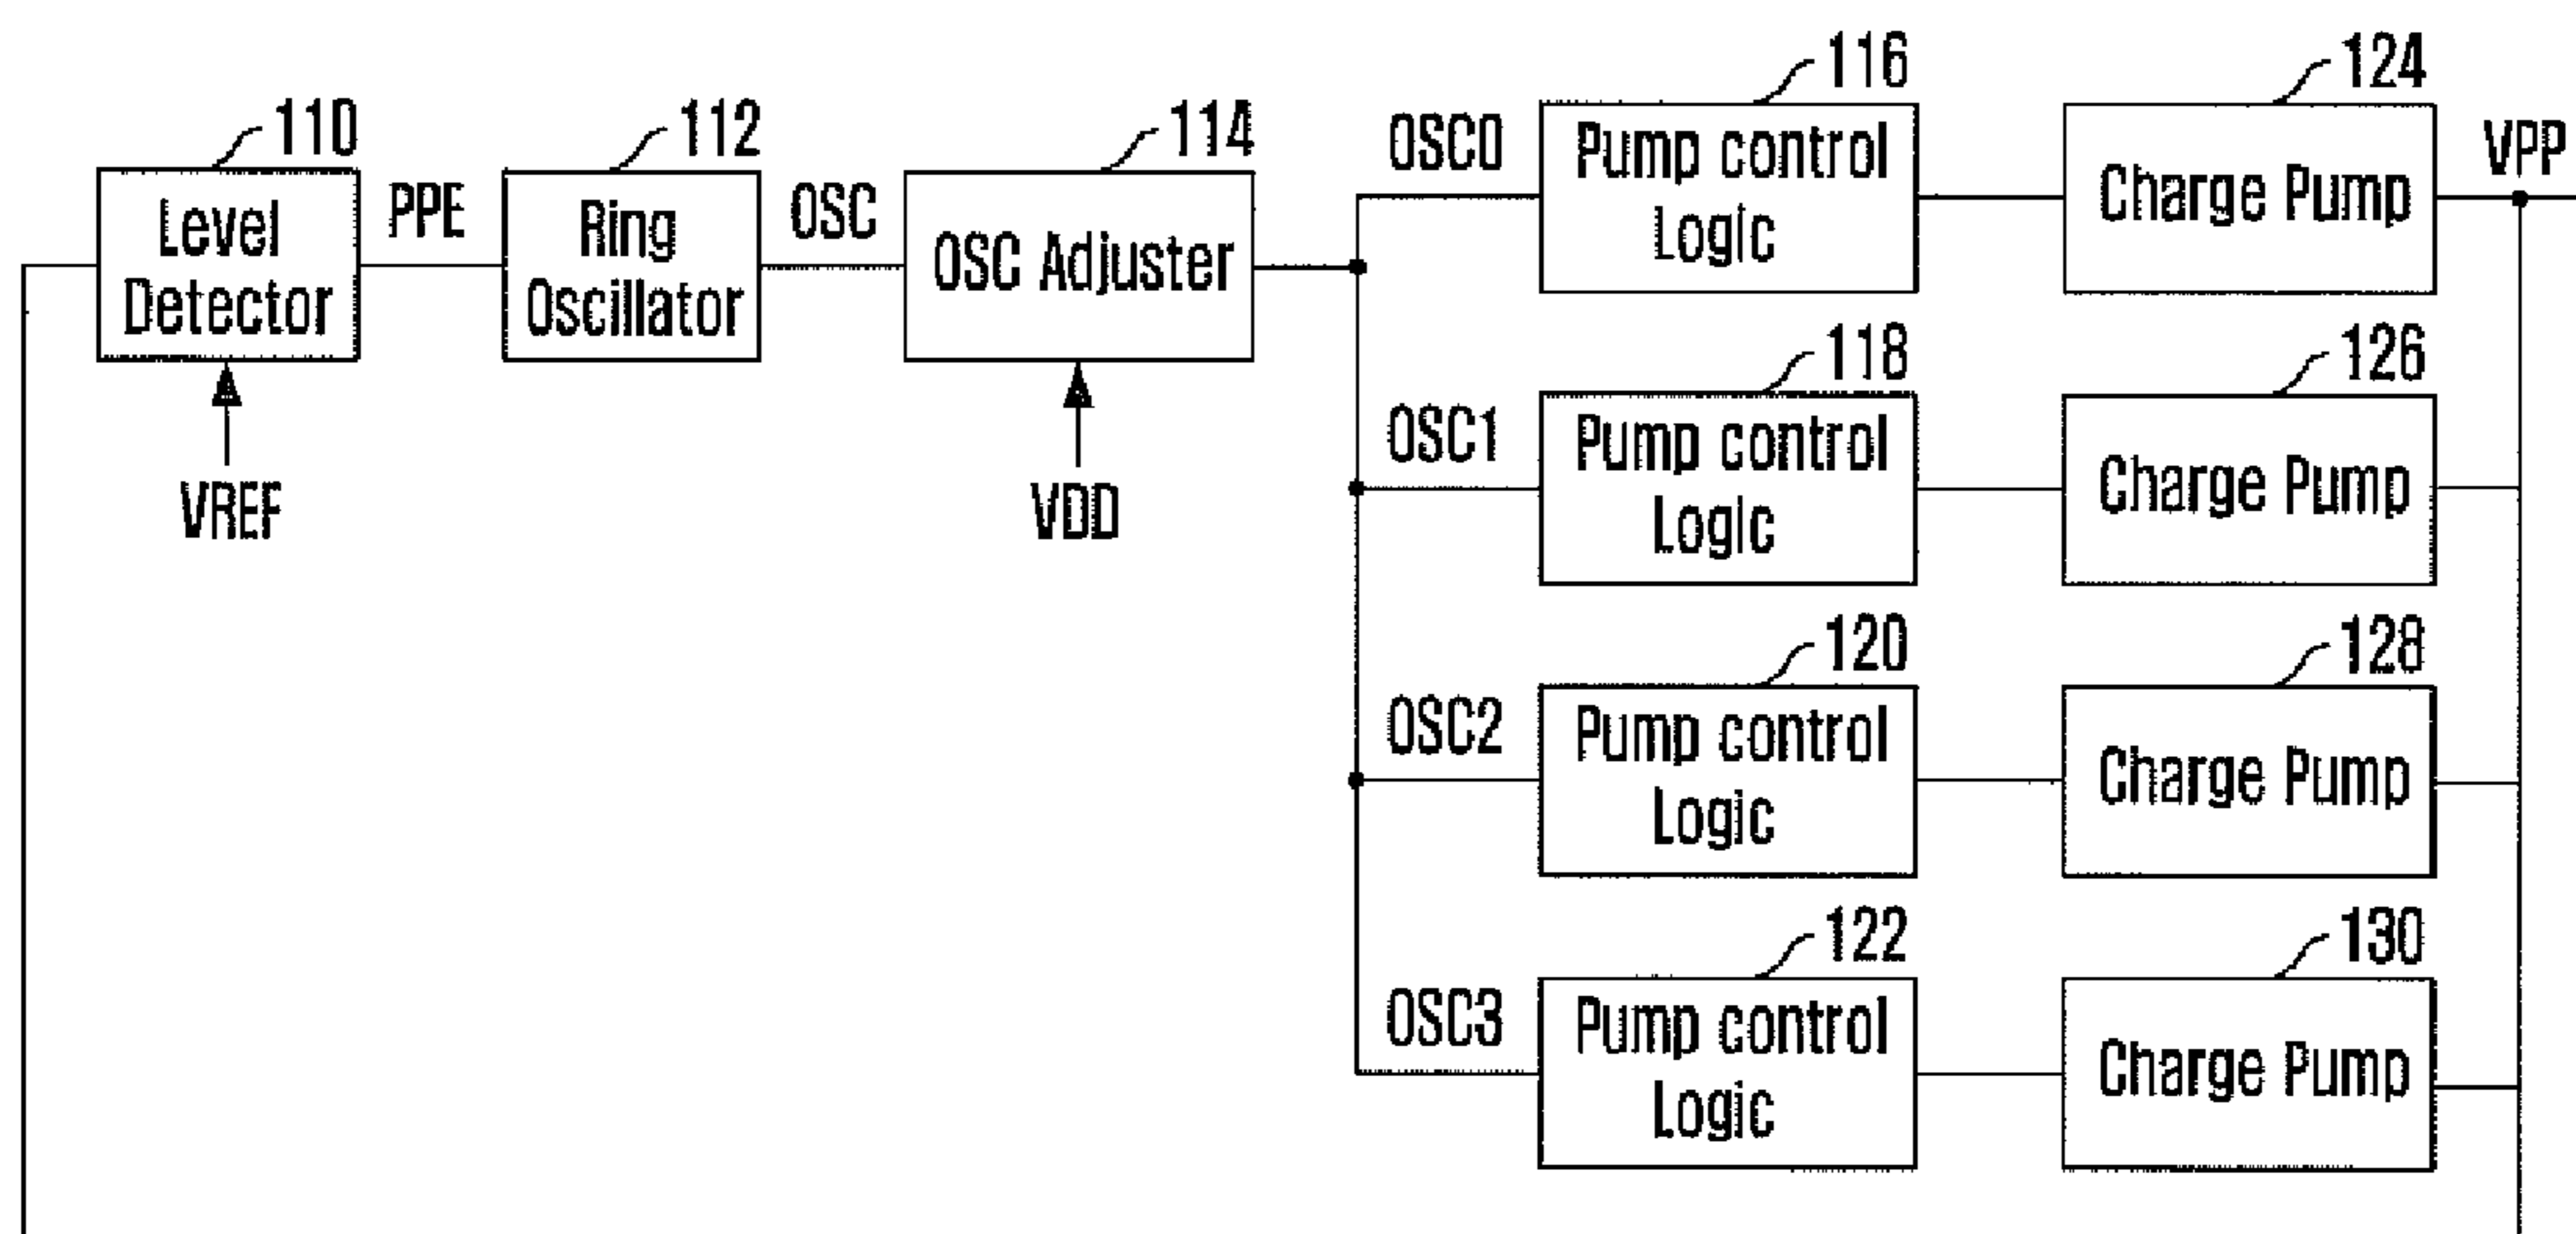 110
Level
Detector
VREF
PPE
112
Ring
Oscillator
OSC
114
OSC Adjuster
VDD
OSC0
116
Pump control
Logic
124
Charge Pump
VPP
OSC1
118
Pump control
Logic
126
Charge Pump
OSC2
120
Pump control
Logic
128
Charge Pump
OSC3
122
Pump control
Logic
130
Charge Pump